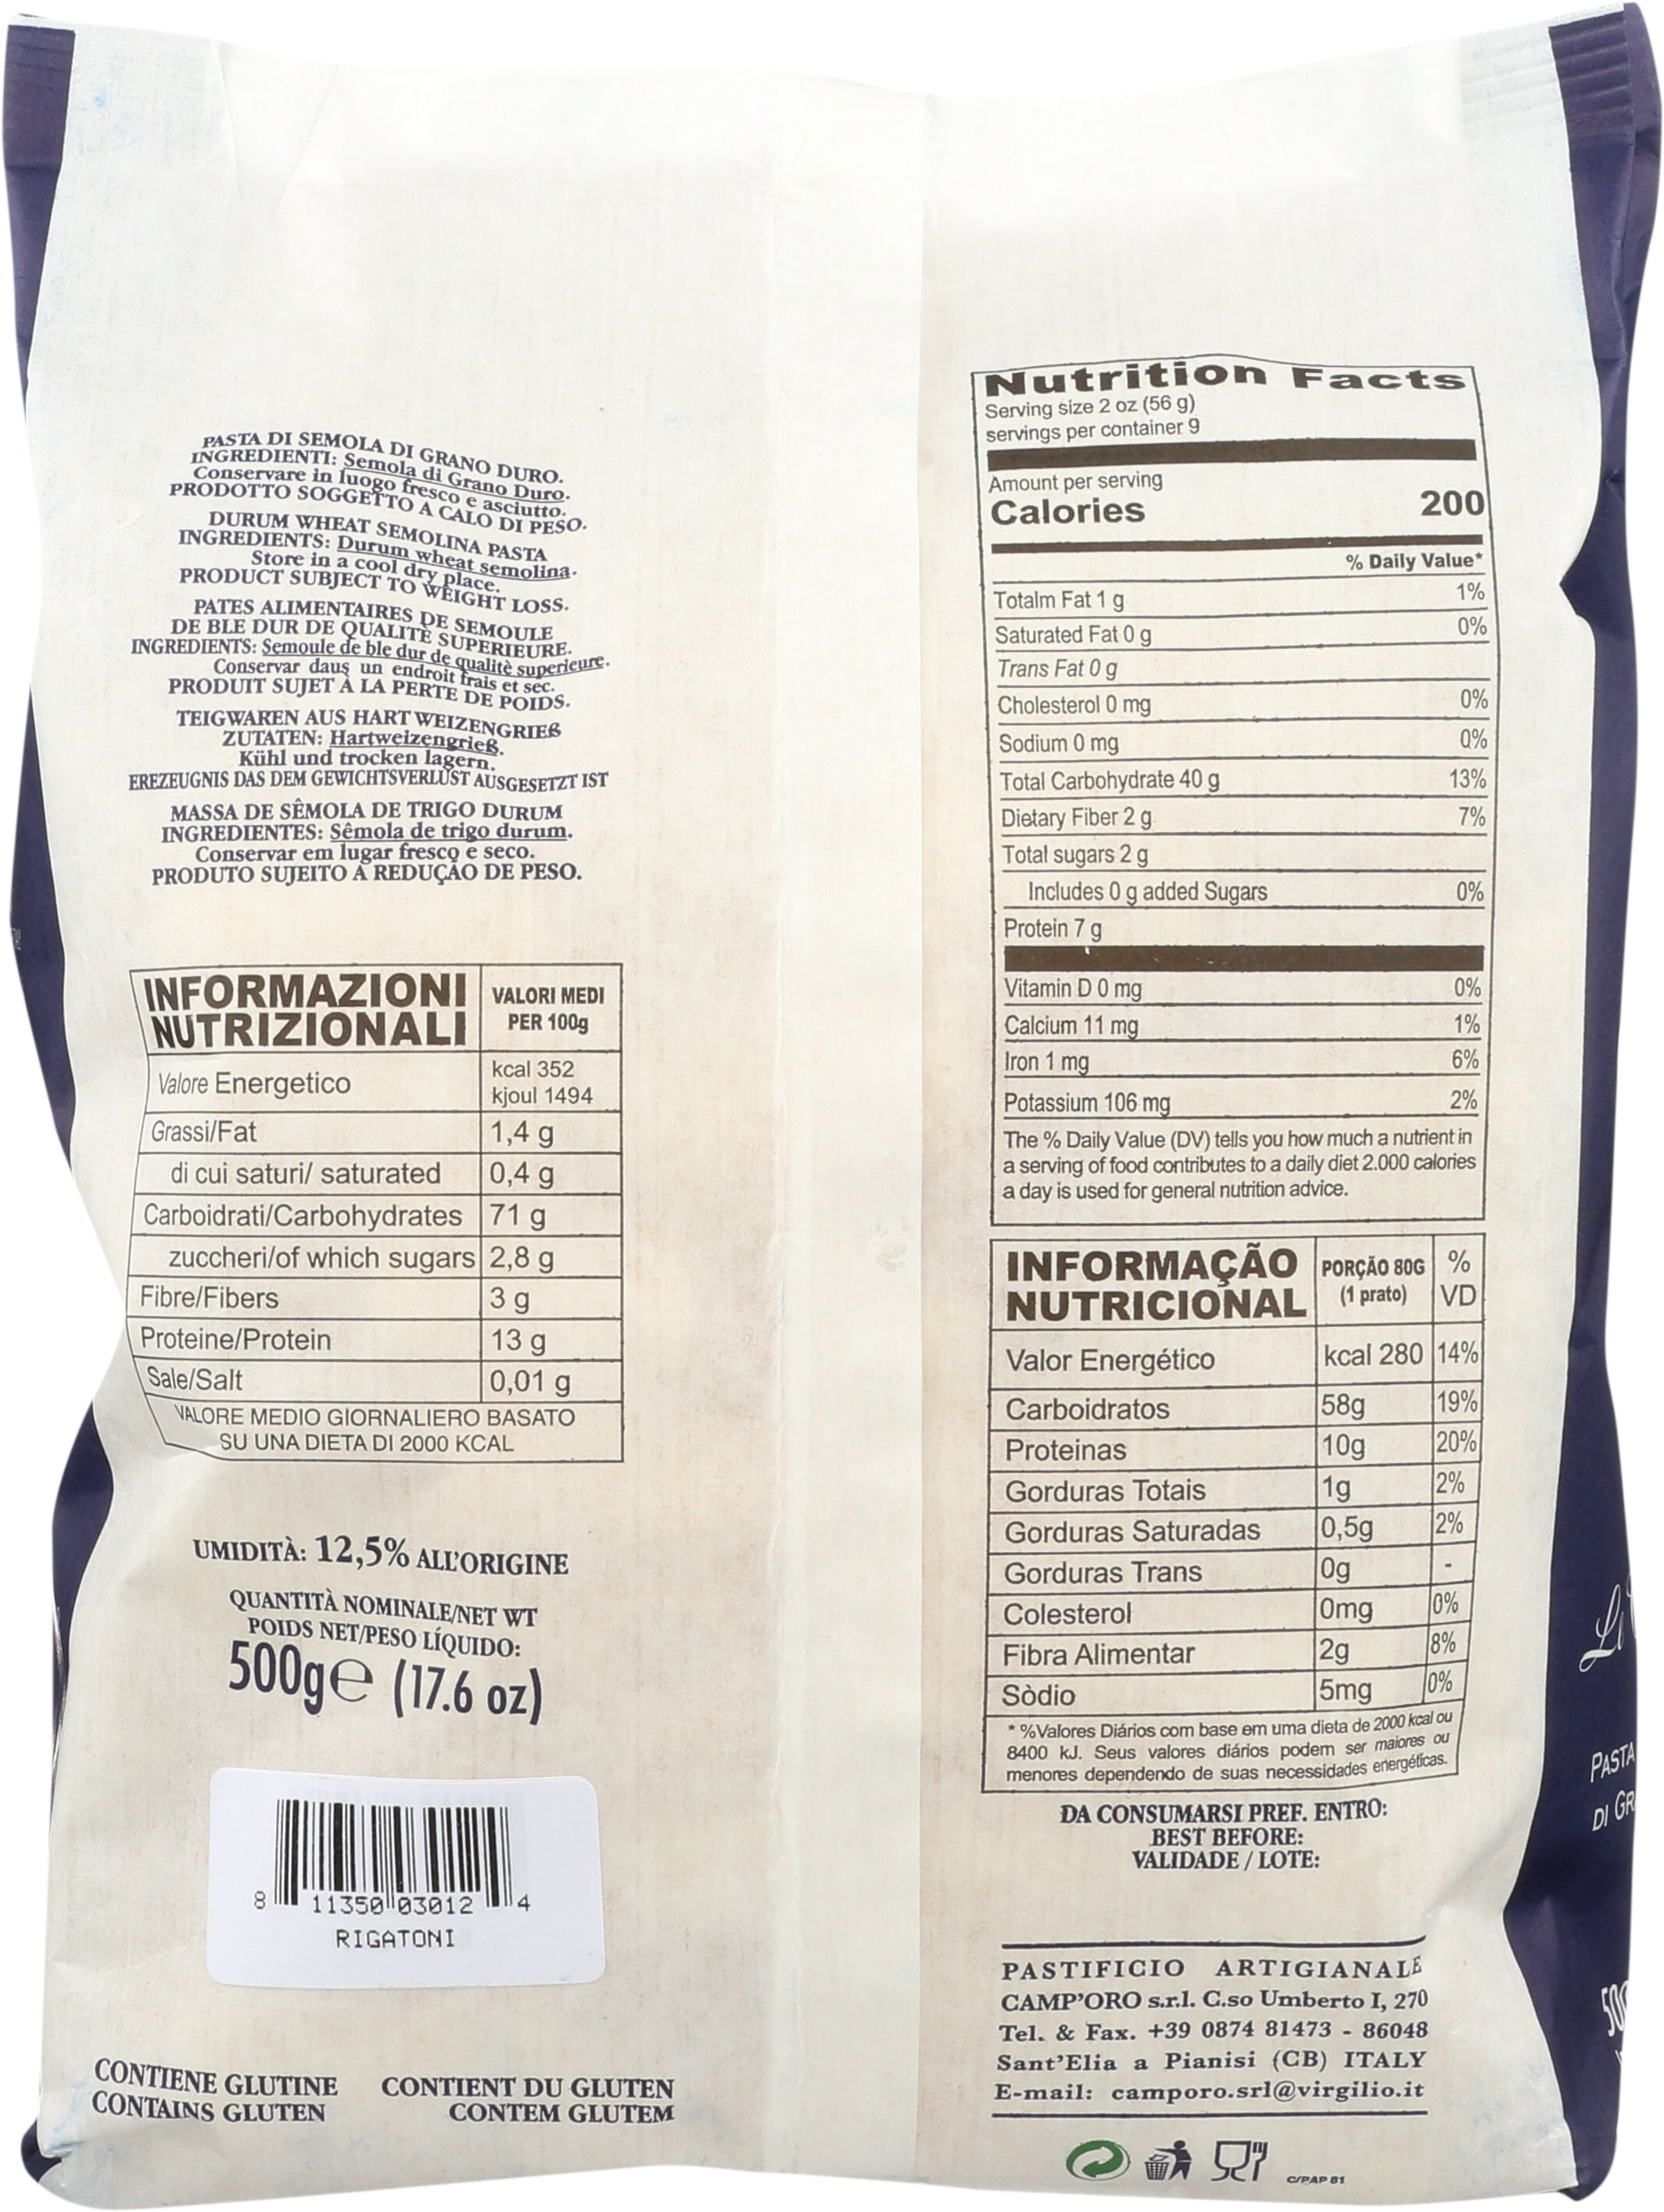 PASTA DI SEMOLA DI GRANO DURO.
INGREDIENTI: Semola di Grano Duro.
Conservare in luogo fresco e asciutto.
PRODOTTO SOGGETTO A CALO DI PESO.
DURUM WHEAT SEMOLINA PASTA
INGREDIENTS: Durum wheat semolina.
Store in a cool dry place.
PRODUCT SUBJECT TO WEIGHT LOSS.
PATES ALIMENTAIRES DE SEMOULE
DE BLE DUR DE QUALITÈ SUPERIEURE.
INGREDIENTS: Semoule de ble dur de qualitè superieure.
Conservar daus un endroit frais et sec.
PRODUIT SUJET À LA PERTE DE POIDS.
TEIGWAREN AUS HART WEIZENGRIEß
ZUTATEN: Hartweizengrieß.
Kühl und trocken lagern.
EREZEUGNIS DAS DEM GEWICHTSVERLUST AUSGESETZT IST
MASSA DE SÊMOLA DE TRIGO DURUM
INGREDIENTES: Sêmola de trigo durum.
Conservar em lugar fresco e seco.
PRODUTO SUJEITO À REDUÇÃO DE PESO.
INFORMAZIONI NUTRIZIONALI VALORI MEDI PER 100g
Valore Energetico kcal 352 kjoul 1494
Grassi/Fat 1,4 g
di cui saturi/ saturated 0,4 g
Carboidrati/Carbohydrates 71 g
zuccheri/of which sugars 2,8 g
Fibre/Fibers 3 g
Proteine/Protein 13 g
Sale/Salt 0,01 g
VALORE MEDIO GIORNALIERO BASATO
SU UNA DIETA DI 2000 KCAL
UMIDITÀ: 12,5% ALL'ORIGINE
QUANTITÀ NOMINALE/NET WT
POIDS NET/PESO LÍQUIDO:
500g℮ (17.6 oz)
8 11350 03012 4
RIGATONI
CONTIENE GLUTINE
CONTAINS GLUTEN
CONTIENT DU GLUTEN
CONTEM GLUTEM
Nutrition Facts
Serving size 2 oz (56 g)
servings per container 9
Amount per serving
Calories 200
% Daily Value*
Totalm Fat 1 g 1%
Saturated Fat 0 g 0%
Trans Fat 0 g
Cholesterol 0 mg 0%
Sodium 0 mg 0%
Total Carbohydrate 40 g 13%
Dietary Fiber 2 g 7%
Total sugars 2 g
Includes 0 g added Sugars 0%
Protein 7 g
Vitamin D 0 mg 0%
Calcium 11 mg 1%
Iron 1 mg 6%
Potassium 106 mg 2%
The % Daily Value (DV) tells you how much a nutrient in
a serving of food contributes to a daily diet 2.000 calories
a day is used for general nutrition advice.
INFORMAÇÃO NUTRICIONAL PORÇÃO 80G (1 prato) % VD
Valor Energético kcal 280 14%
Carboidratos 58g 19%
Proteinas 10g 20%
Gorduras Totais 1g 2%
Gorduras Saturadas 0,5g 2%
Gorduras Trans 0g -
Colesterol 0mg 0%
Fibra Alimentar 2g 8%
Sòdio 5mg 0%
* %Valores Diários com base em uma dieta de 2000 kcal ou
8400 kJ. Seus valores diários podem ser maiores ou
menores dependendo de suas necessidades energéticas.
DA CONSUMARSI PREF. ENTRO:
BEST BEFORE:
VALIDADE / LOTE:
PASTIFICIO ARTIGIANALE
CAMP'ORO s.r.l. C.so Umberto I, 270
Tel. & Fax. +39 0874 81473 - 86048
Sant'Elia a Pianisi (CB) ITALY
E-mail: camporo.srl@virgilio.it
C/PAP 81
PASTA
DI GR